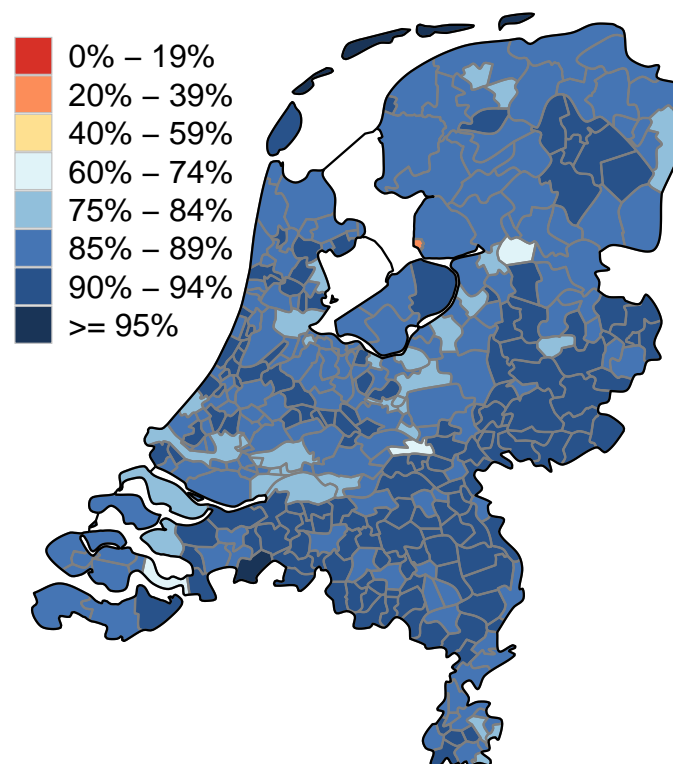 0% – 19%
20% – 39%
40% – 59%
60% – 74%
75% – 84%
85% – 89%
90% – 94%
>= 95%